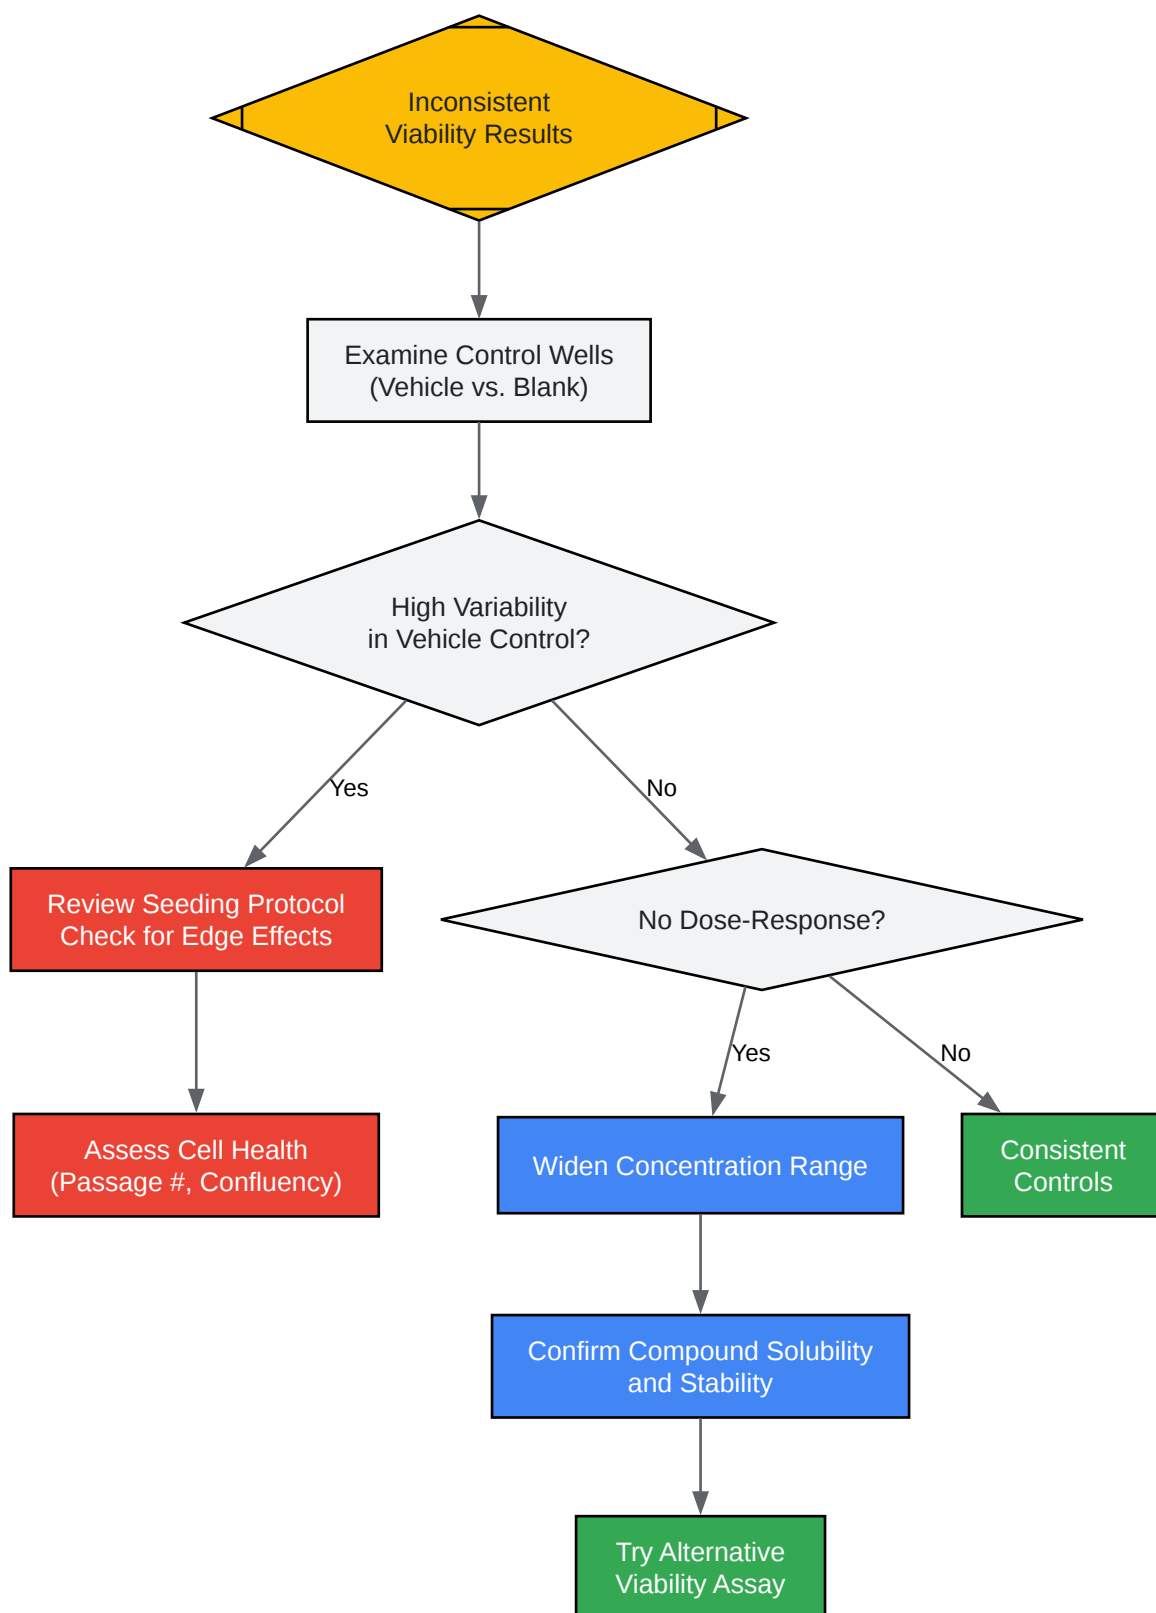 Inconsistent
Viability Results
Examine Control Wells
(Vehicle vs. Blank)
High Variability
in Vehicle Control?
Yes
No
Review Seeding Protocol
Check for Edge Effects
No Dose-Response?
Yes
No
Assess Cell Health
(Passage #, Confluency)
Widen Concentration Range
Consistent
Controls
Confirm Compound Solubility
and Stability
Try Alternative
Viability Assay